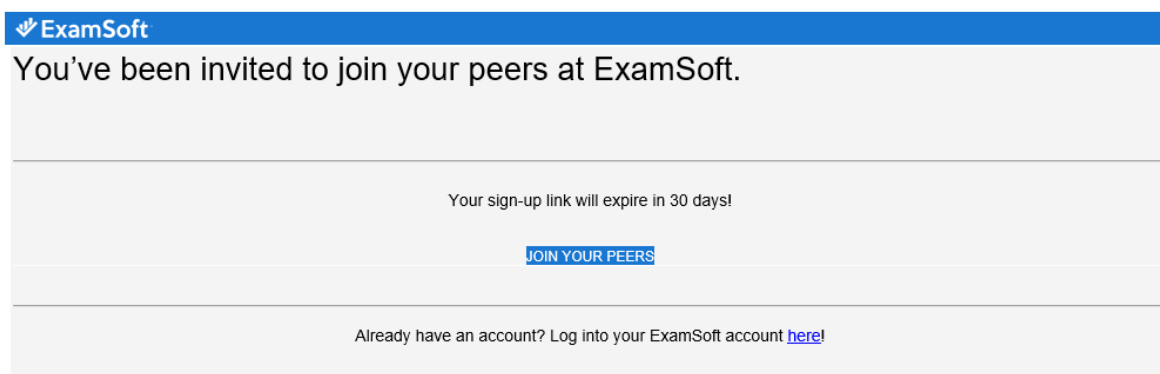 ExamSoft
You’ve been invited to join your peers at ExamSoft.
Your sign-up link will expire in 30 days!
JOIN YOUR PEERS
Already have an account? Log into your ExamSoft account here!